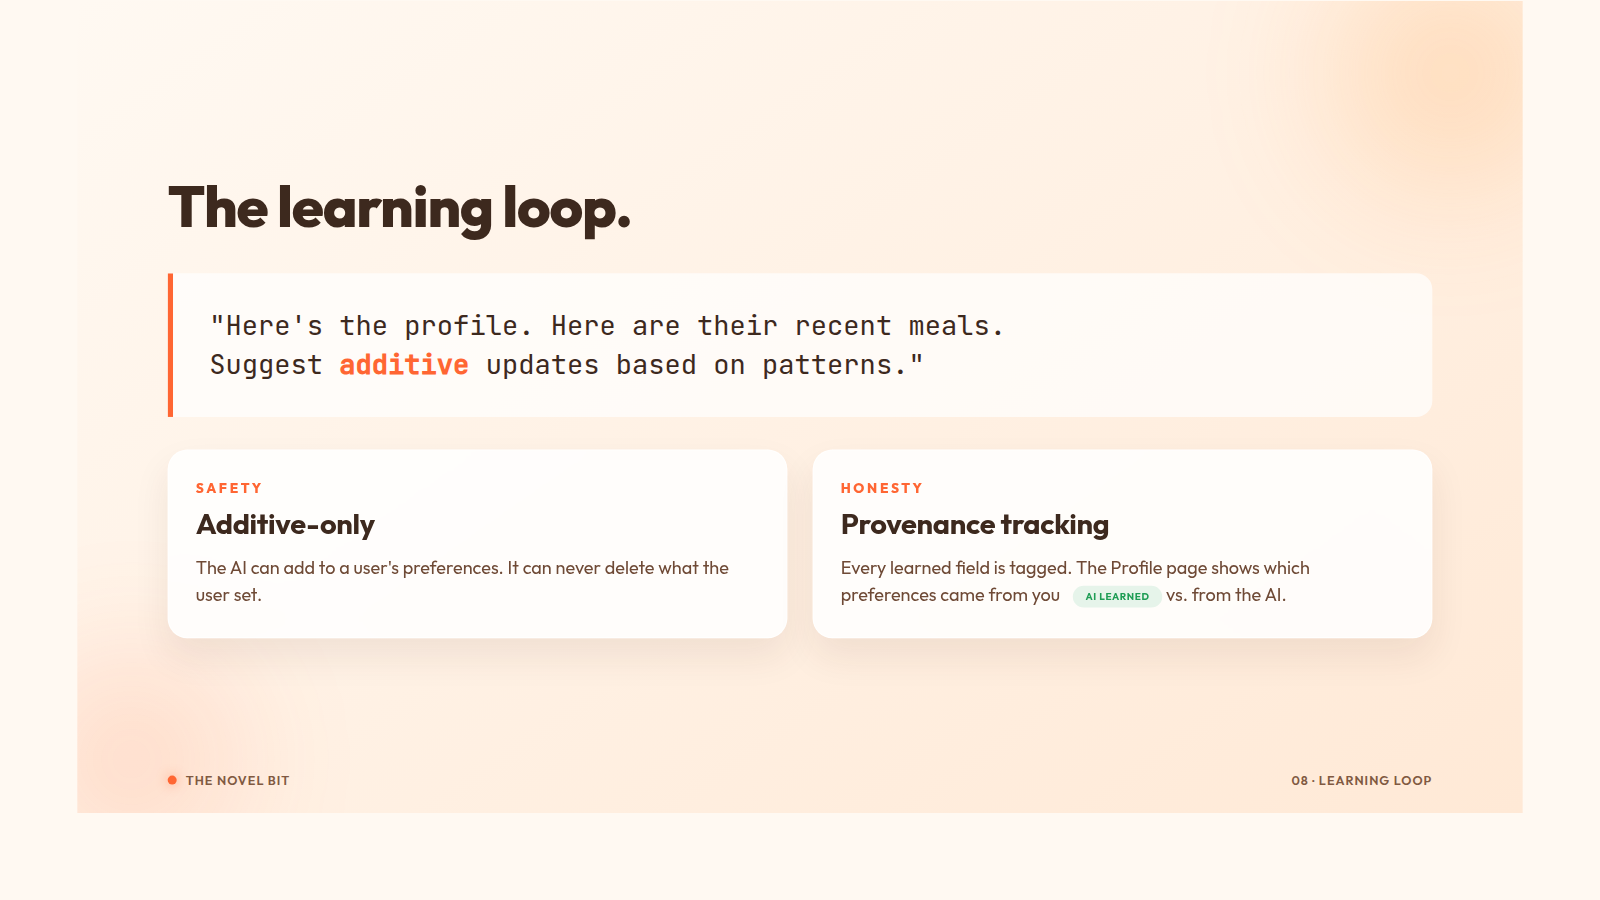 The learning loop.
"Here's the profile. Here are their recent meals.
Suggest additive updates based on patterns."
SAFETY
Additive-only
The AI can add to a user's preferences. It can never delete what the
user set.
HONESTY
Provenance tracking
Every learned field is tagged. The Profile page shows which
preferences came from you AI LEARNED vs. from the AI.
THE NOVEL BIT
08 · LEARNING LOOP